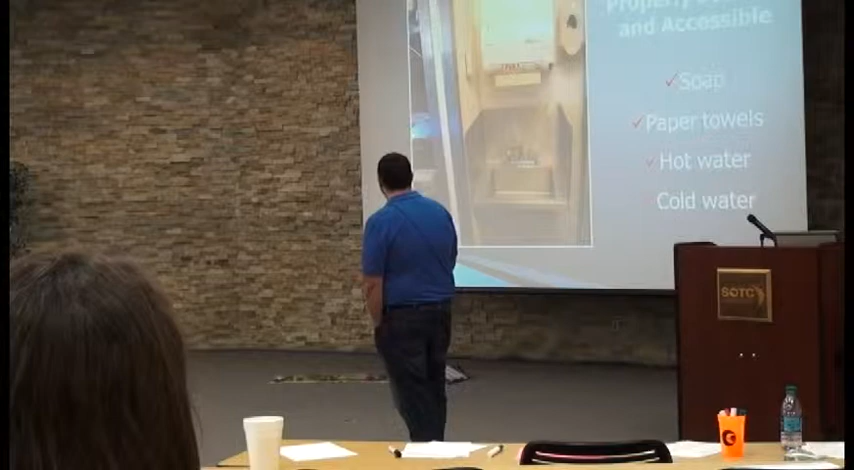 and Accessible
Soap
Paper towels
Hot water
Cold water
SOTC